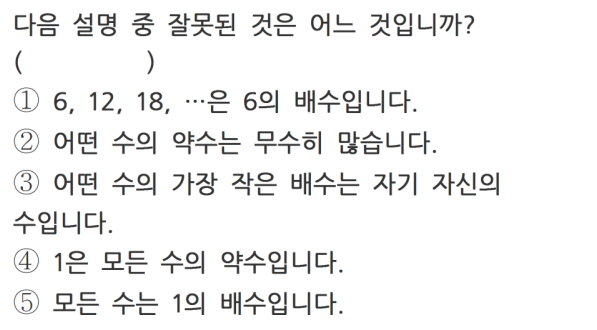 다음 설명 중 잘못된 것은 어느 것입니까?
(          )
① 6, 12, 18, …은 6의 배수입니다.
② 어떤 수의 약수는 무수히 많습니다.
③ 어떤 수의 가장 작은 배수는 자기 자신의
수입니다.
④ 1은 모든 수의 약수입니다.
⑤ 모든 수는 1의 배수입니다.